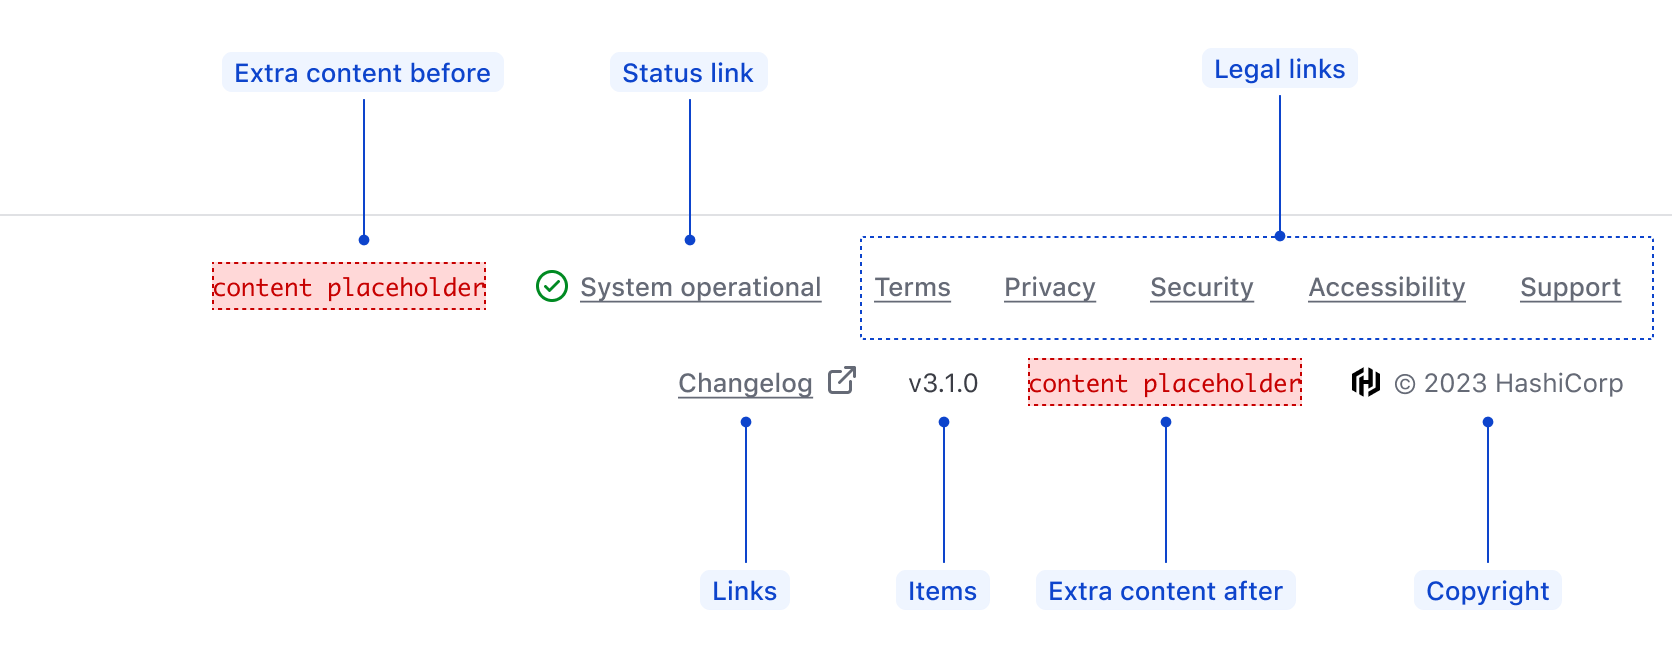 Extra content before
Status link
Legal links
content placeholder
System operational
Terms
Privacy
Security
Accessibility
Support
Changelog
v3.1.0
content placeholder
© 2023 HashiCorp
Links
Items
Extra content after
Copyright